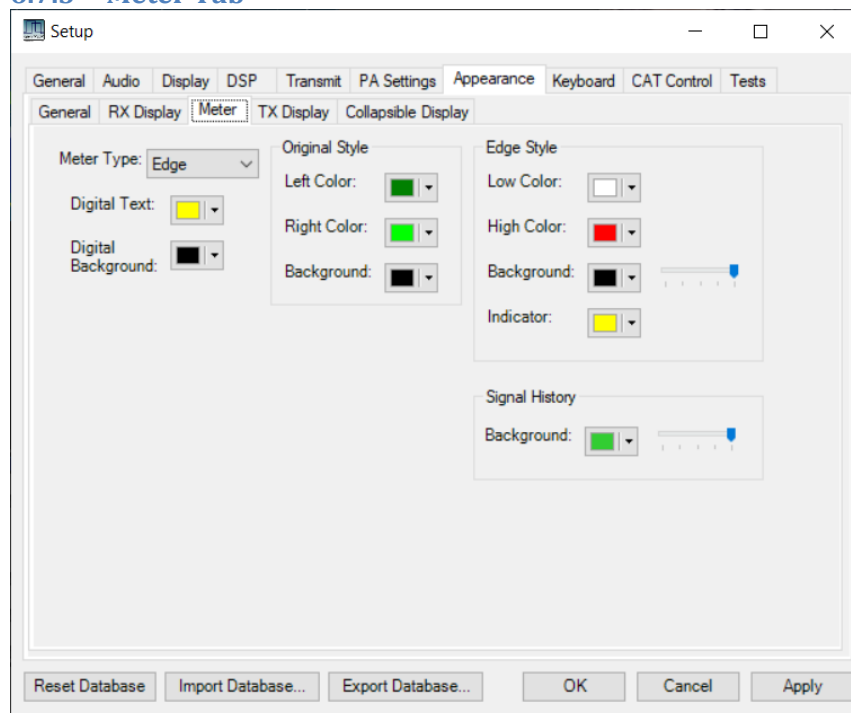 Meter Tab
Setup
General Audio Display DSP Transmit PA Settings Appearance Keyboard CAT Control Tests
General RX Display Meter TX Display Collapsible Display
Meter Type: Edge
Digital Text:
Digital
Background:
Original Style
Left Color:
Right Color:
Background:
Edge Style
Low Color:
High Color:
Background:
Indicator:
Signal History
Background:
Reset Database Import Database... Export Database... OK Cancel Apply